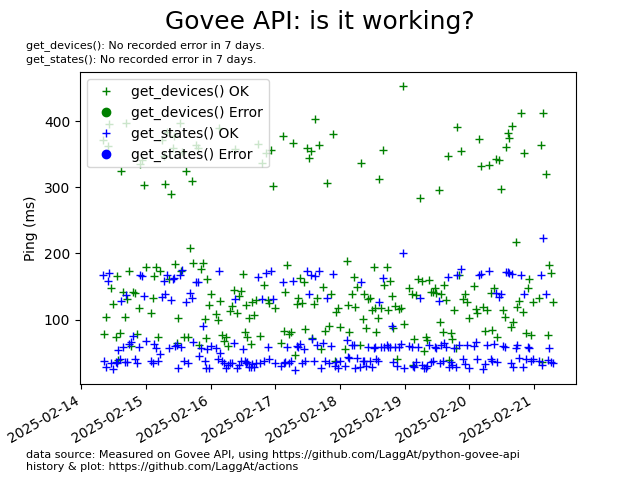 Govee API: is it working?
get_devices(): No recorded error in 7 days.
get_states(): No recorded error in 7 days.
get_devices() OK
get_devices() Error
get_states() OK
get_states() Error
Ping (ms)
400
300
200
100
2025-02-14
2025-02-15
2025-02-16
2025-02-17
2025-02-18
2025-02-19
2025-02-20
2025-02-21
data source: Measured on Govee API, using https://github.com/LaggAt/python-govee-api
history & plot: https://github.com/LaggAt/actions